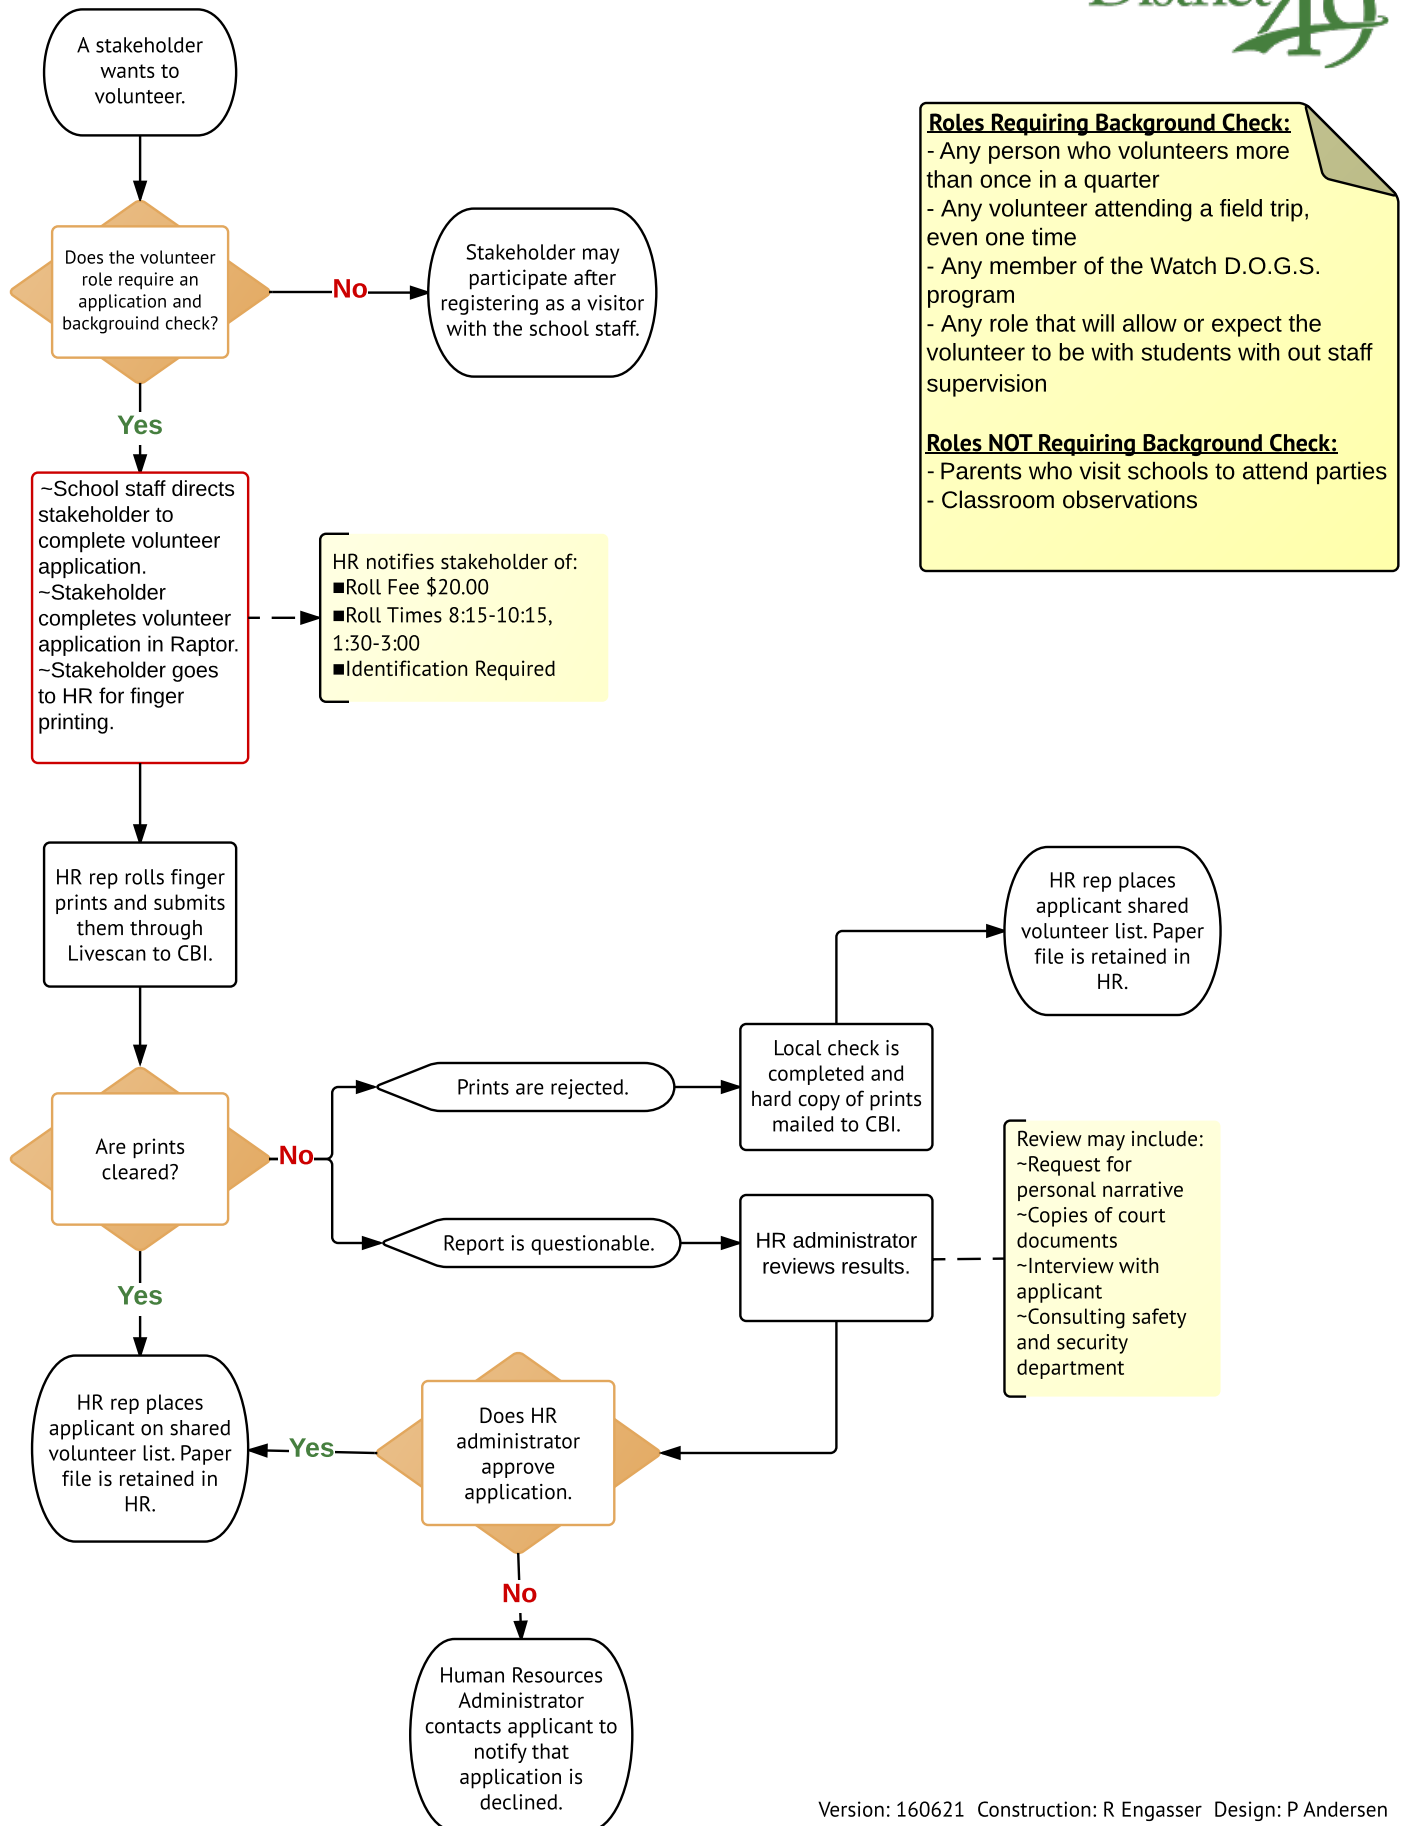 District
49
A stakeholder
wants to
volunteer.
Roles Requiring Background Check:
- Any person who volunteers more
than once in a quarter
- Any volunteer attending a field trip,
even one time
- Any member of the Watch D.O.G.S.
program
- Any role that will allow or expect the
volunteer to be with students with out staff
supervision
Roles NOT Requiring Background Check:
- Parents who visit schools to attend parties
- Classroom observations
Does the volunteer
role require an
application and
backgrouind check?
No
Stakeholder may
participate after
registering as a visitor
with the school staff.
Yes
~School staff directs
stakeholder to
complete volunteer
application.
~Stakeholder
completes volunteer
application in Raptor.
~Stakeholder goes
to HR for finger
printing.
HR notifies stakeholder of:
■Roll Fee $20.00
■Roll Times 8:15-10:15,
1:30-3:00
■Identification Required
HR rep rolls finger
prints and submits
them through
Livescan to CBI.
HR rep places
applicant shared
volunteer list. Paper
file is retained in
HR.
Are prints
cleared?
No
Prints are rejected.
Local check is
completed and
hard copy of prints
mailed to CBI.
Report is questionable.
HR administrator
reviews results.
Review may include:
~Request for
personal narrative
~Copies of court
documents
~Interview with
applicant
~Consulting safety
and security
department
Yes
HR rep places
applicant on shared
volunteer list. Paper
file is retained in
HR.
Yes
Does HR
administrator
approve
application.
No
Human Resources
Administrator
contacts applicant to
notify that
application is
declined.
Version: 160621  Construction: R Engasser  Design: P Andersen